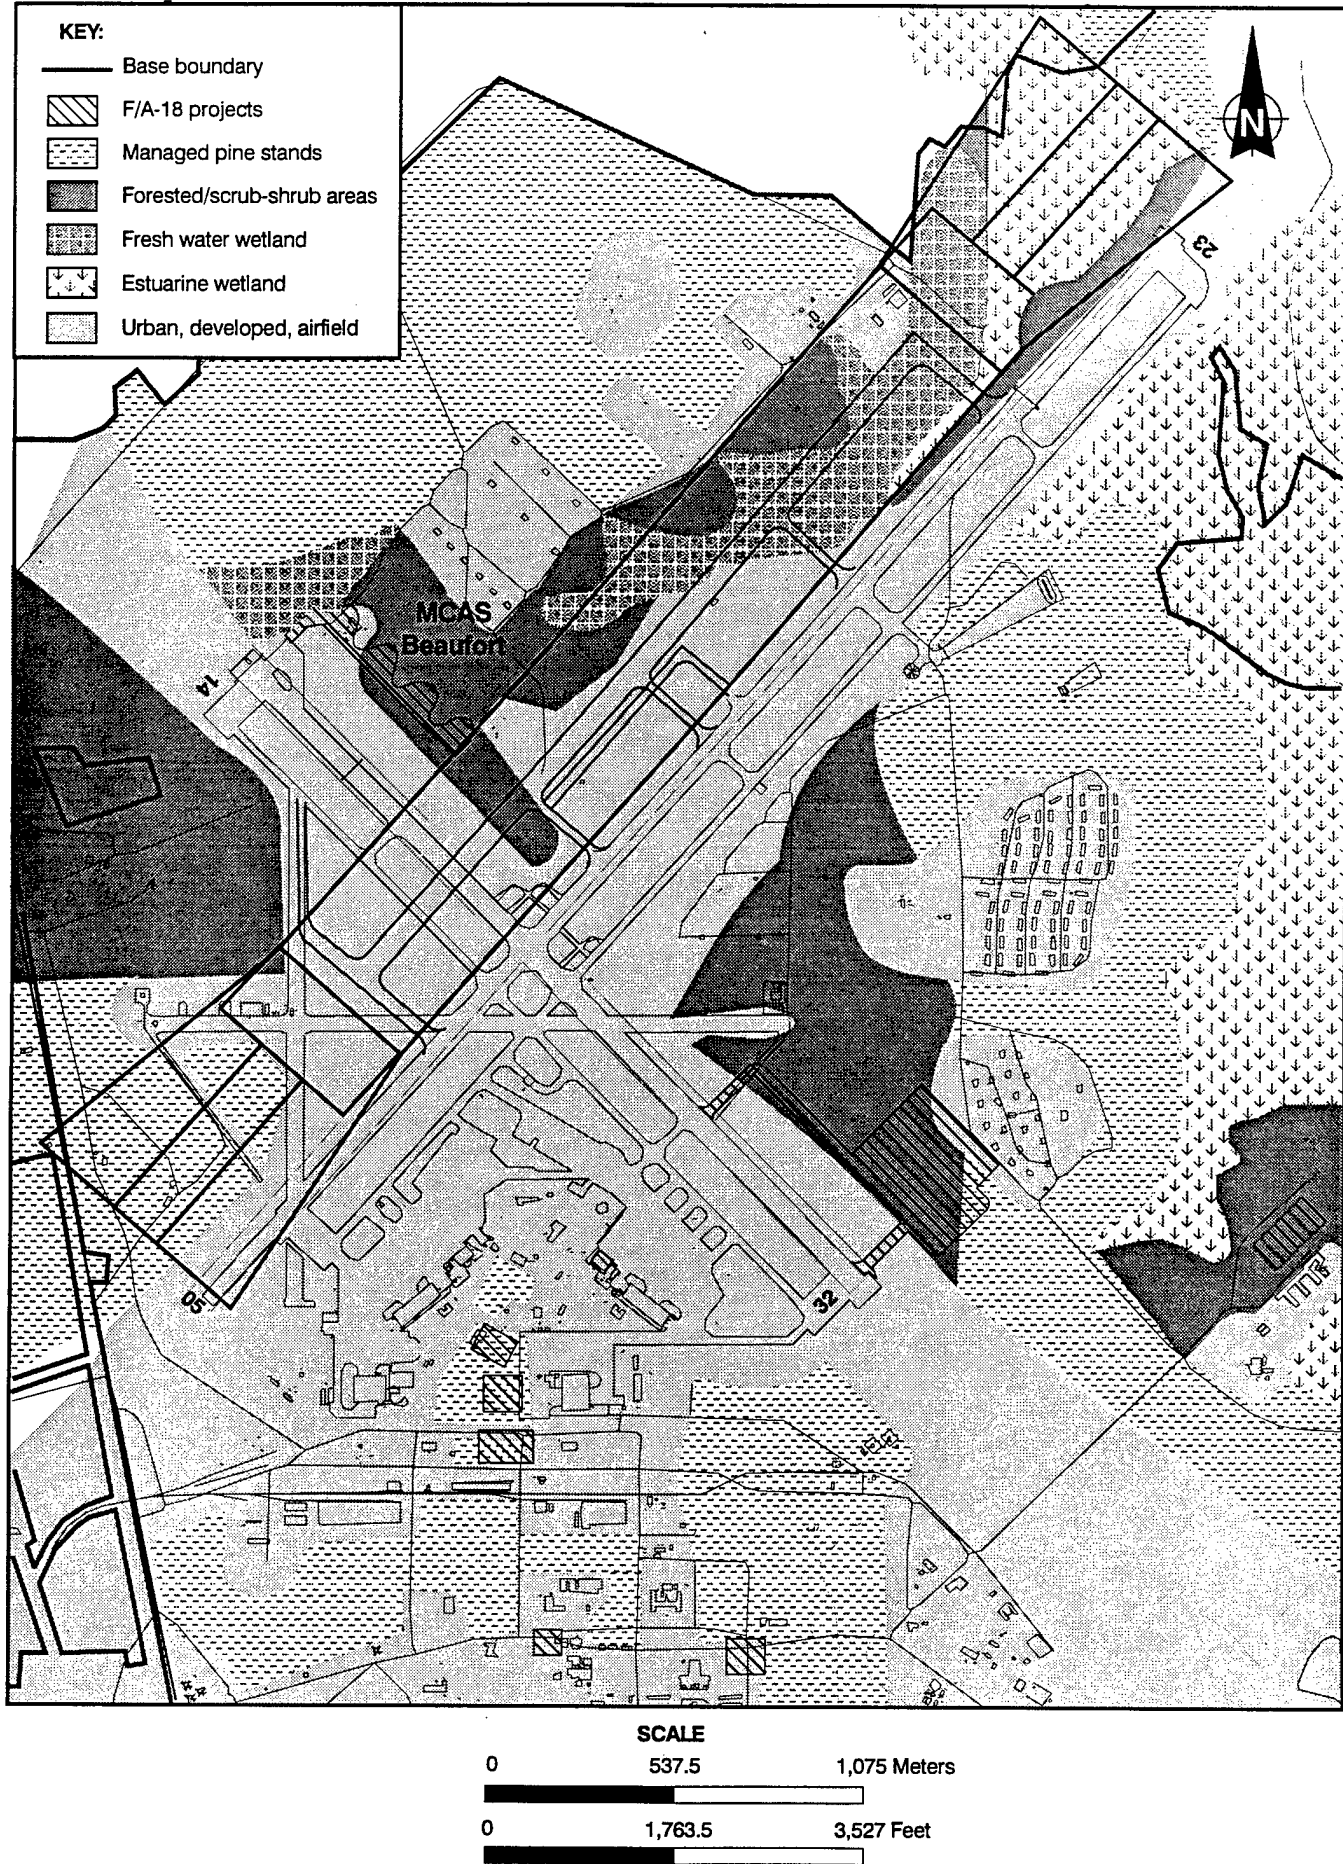 KEY:
Base boundary
F/A-18 projects
Managed pine stands
Forested/scrub-shrub areas
Fresh water wetland
Estuarine wetland
Urban, developed, airfield
N
23
MCAS
Beaufort
14
05
32
SCALE
0 537.5 1,075 Meters
0 1,763.5 3,527 Feet